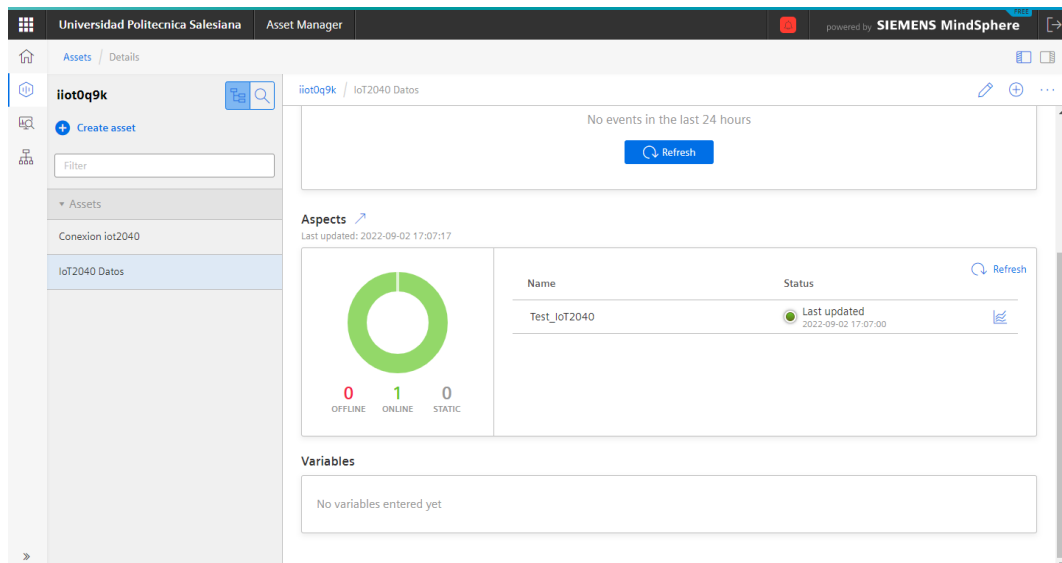 FREE
Universidad Politecnica Salesiana Asset Manager powered by SIEMENS MindSphere
Assets / Details
iiot0q9k
Create asset
Filter
Assets
Conexion iot2040
IoT2040 Datos
iiot0q9k / IoT2040 Datos
No events in the last 24 hours
Refresh
Aspects
Last updated: 2022-09-02 17:07:17
0 1 0
OFFLINE ONLINE STATIC
Refresh
Name Status
Test_IoT2040 Last updated
2022-09-02 17:07:00
Variables
No variables entered yet